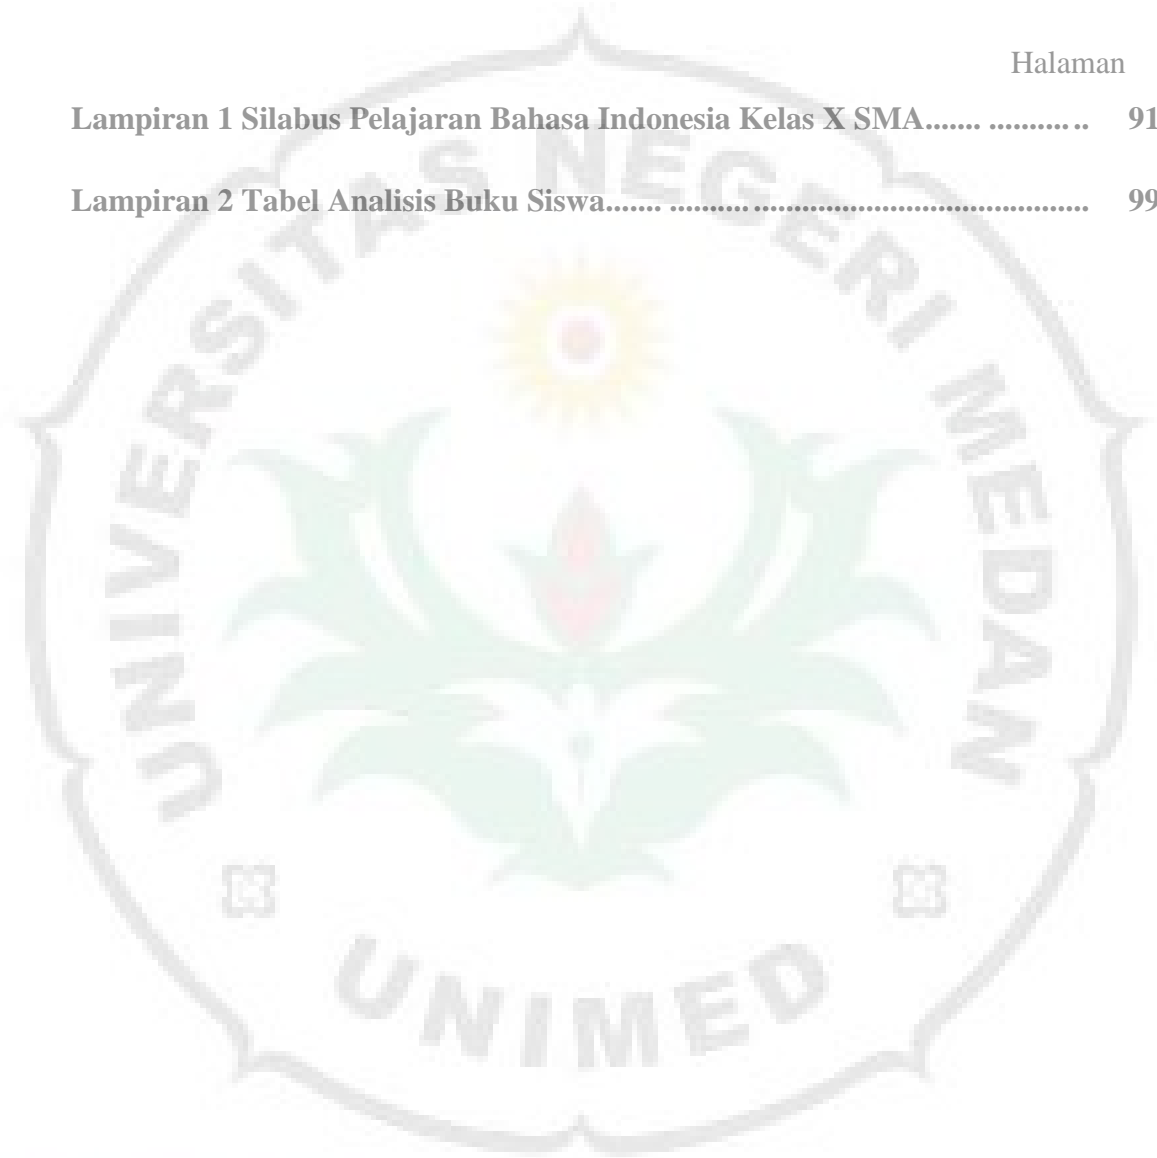 Halaman
Lampiran 1 Silabus Pelajaran Bahasa Indonesia Kelas X SMA....... ............ 91
Lampiran 2 Tabel Analisis Buku Siswa....... ........................................................... 99
UNIVERSITAS NEGERI MEDAN
UNIMED